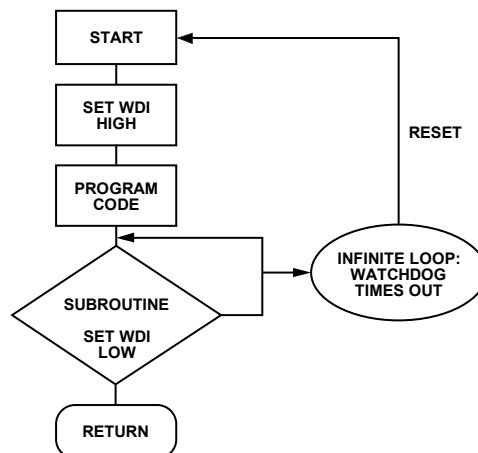 START
SET WDI
HIGH
RESET
PROGRAM
CODE
INFINITE LOOP:
WATCHDOG
TIMES OUT
SUBROUTINE
SET WDI
LOW
RETURN